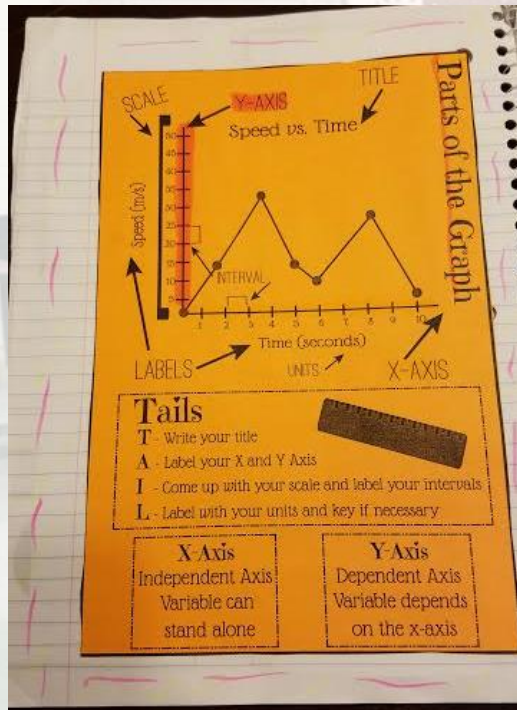 Parts of the Graph
SCALE
Y-AXIS
TITLE
Speed vs. Time
Speed (m/s)
50
45
40
35
30
25
20
15
10
5
INTERVAL
1 2 3 4 5 6 7 8 9 10
Time (seconds)
LABELS
UNITS
X-AXIS
Tails
T - Write your title
A - Label your X and Y Axis
I - Come up with your scale and label your intervals
L - Label with your units and key if necessary
X-Axis
Independent Axis
Variable can
stand alone
Y-Axis
Dependent Axis
Variable depends
on the x-axis